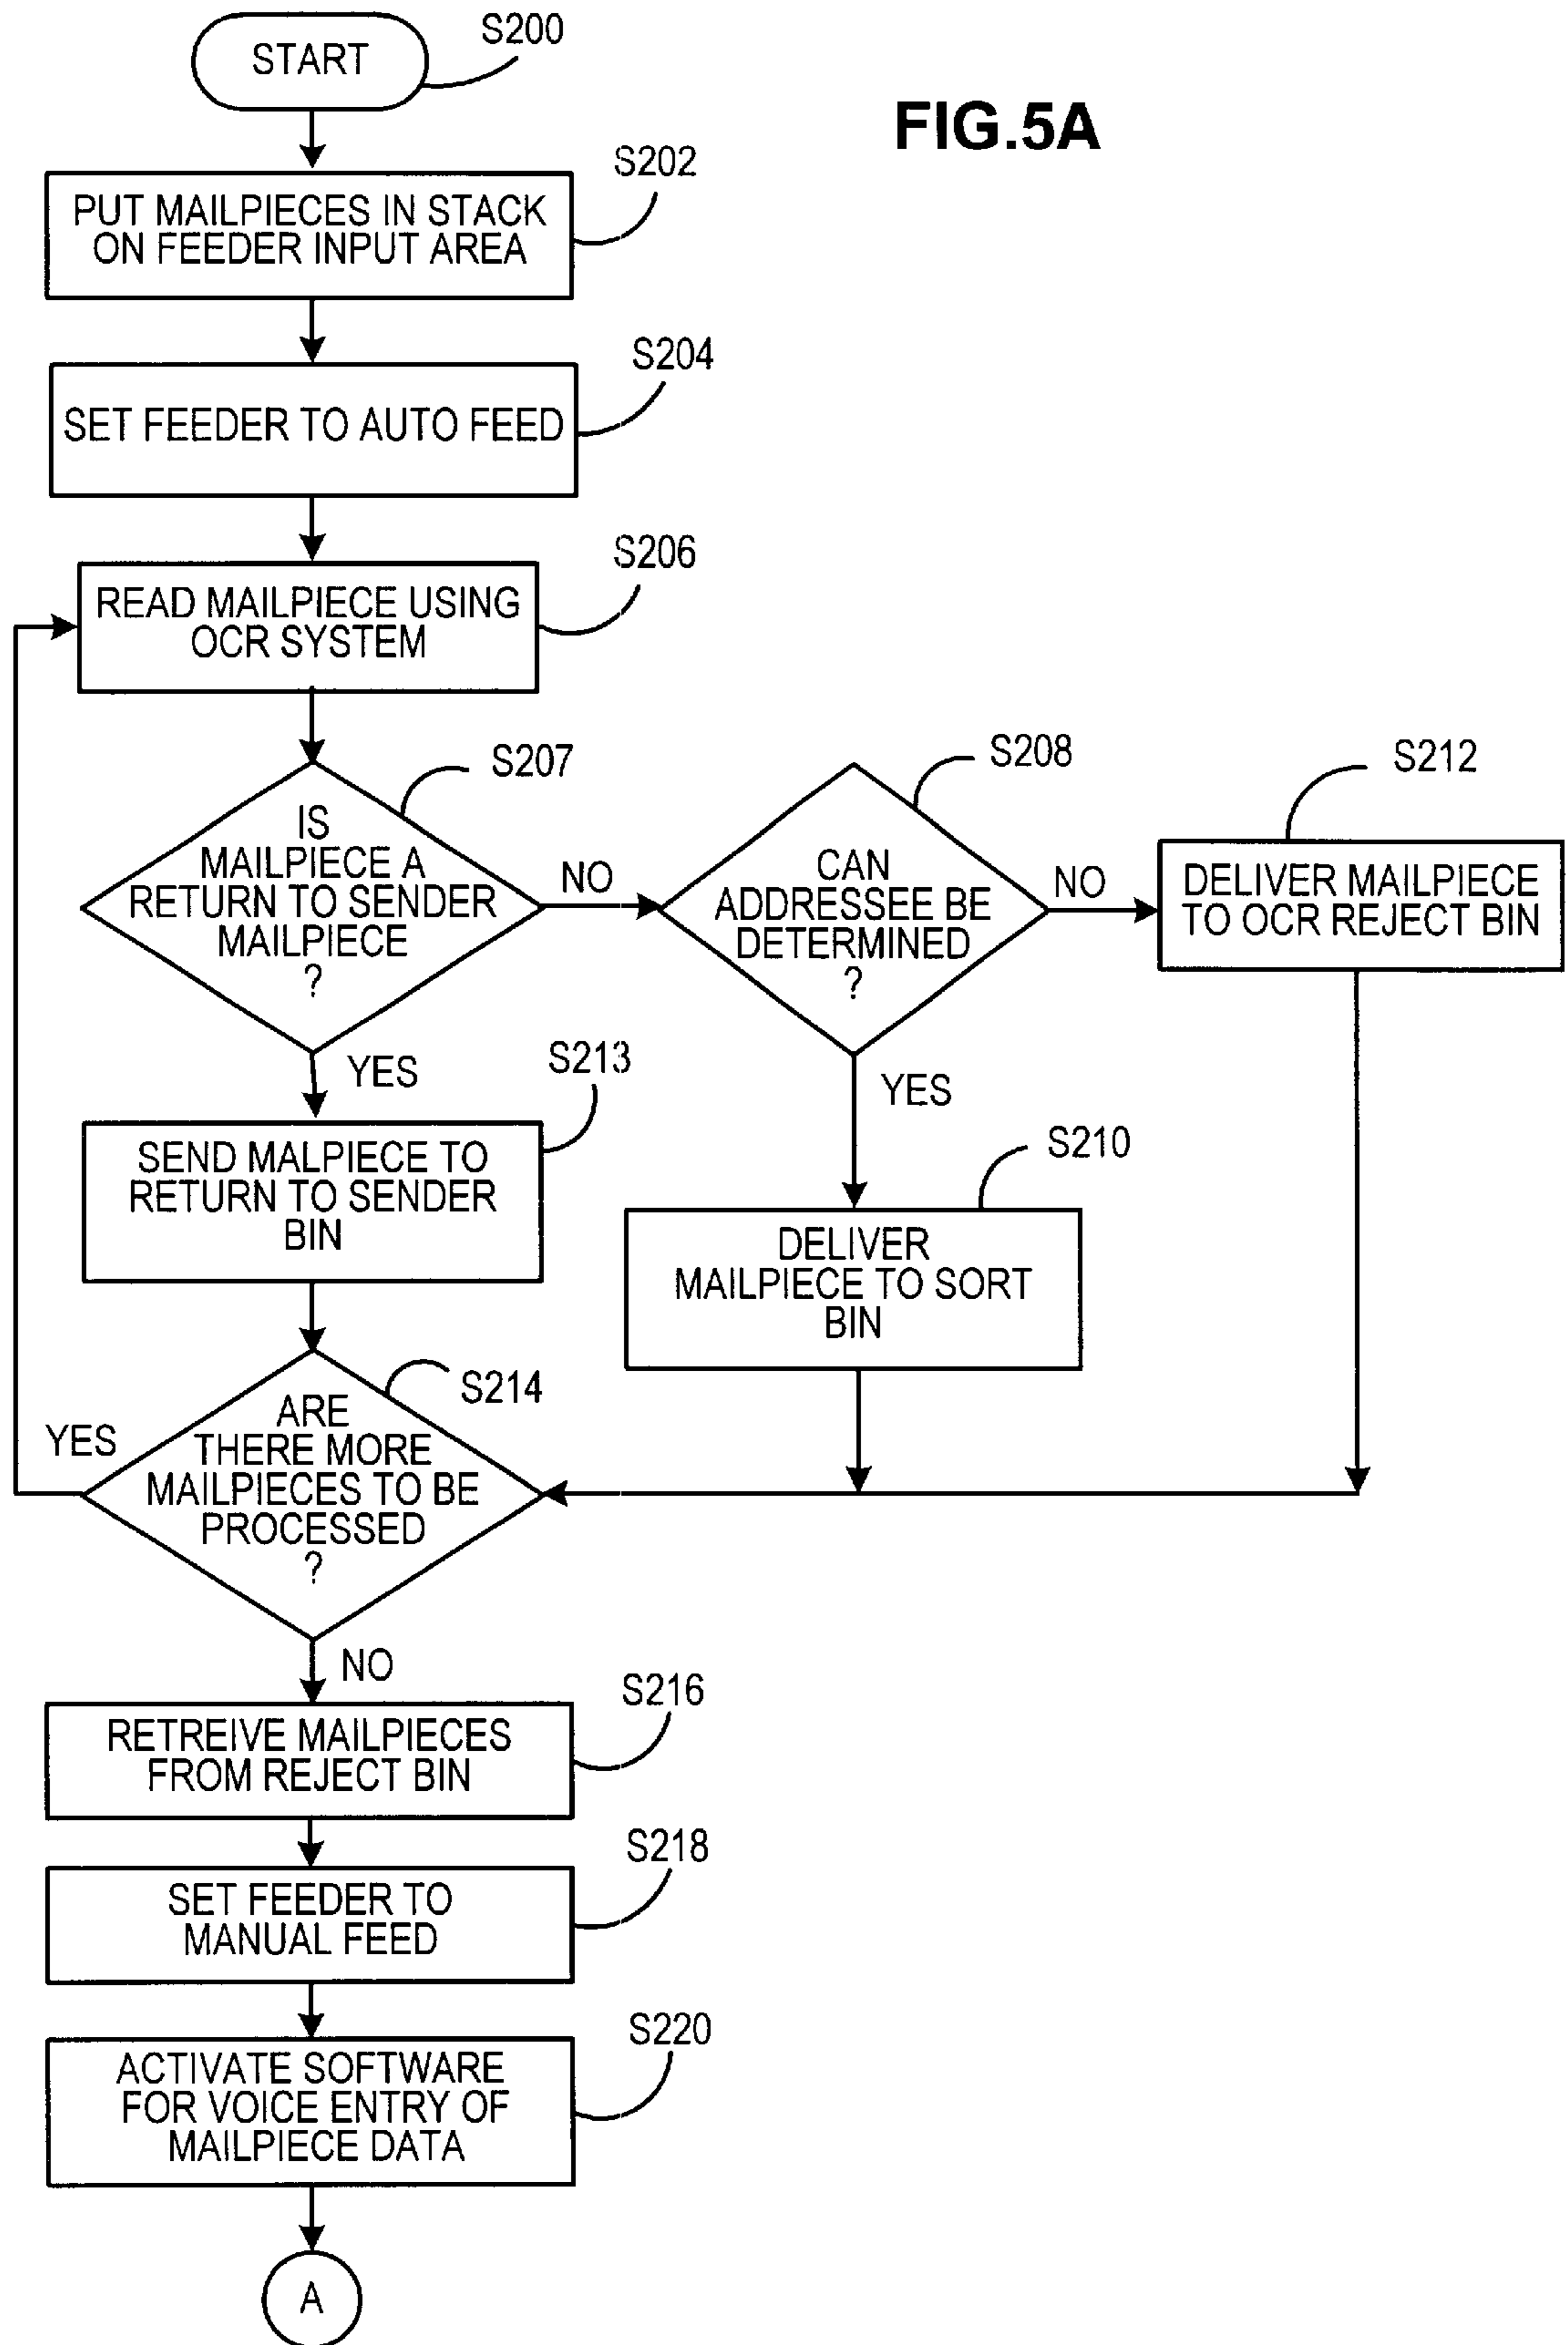 START
S200
FIG.5A
S202
PUT MAILPIECES IN STACK
ON FEEDER INPUT AREA
S204
SET FEEDER TO AUTO FEED
S206
READ MAILPIECE USING
OCR SYSTEM
S207
IS
MAILPIECE A
RETURN TO SENDER
MAILPIECE
?
NO
S208
CAN
ADDRESSEE BE
DETERMINED
?
NO
S212
DELIVER MAILPIECE
TO OCR REJECT BIN
YES
S213
SEND MALPIECE TO
RETURN TO SENDER
BIN
YES
S210
DELIVER
MAILPIECE TO SORT
BIN
S214
ARE
THERE MORE
MAILPIECES TO BE
PROCESSED
?
YES
NO
S216
RETREIVE MAILPIECES
FROM REJECT BIN
S218
SET FEEDER TO
MANUAL FEED
S220
ACTIVATE SOFTWARE
FOR VOICE ENTRY OF
MAILPIECE DATA
A